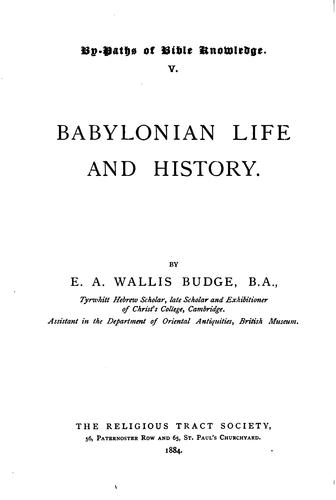 By-Paths of Bible Knowledge.
V.
BABYLONIAN LIFE
AND HISTORY.
BY
E. A. WALLIS BUDGE, B.A.,
Tyrwhitt Hebrew Scholar, late Scholar and Exhibitioner
of Christ's College, Cambridge.
Assistant in the Department of Oriental Antiquities, British Museum.
THE RELIGIOUS TRACT SOCIETY,
56, Paternoster Row and 65, St. Paul's Churchyard.
1884.